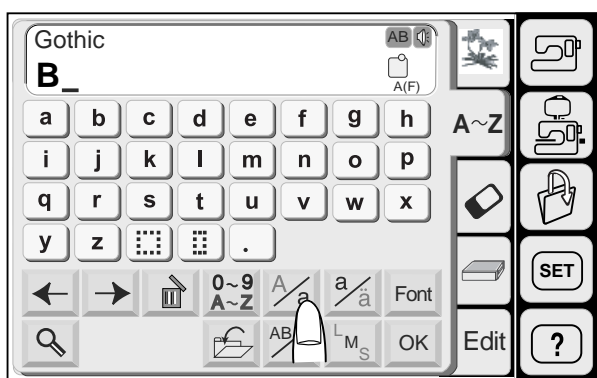 Gothic
AB
B_
A(F)
a b c d e f g h
A~Z
i j k l m n o p
q r s t u v w x
y z .
0~9
A~Z
A/a
a/ä
Font
SET
AB
L M S
OK
Edit
?